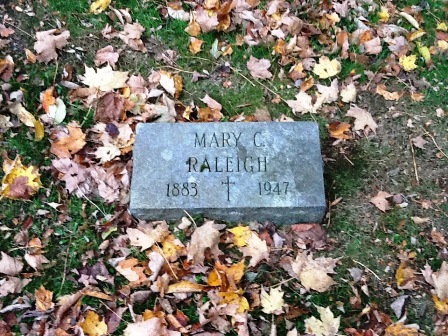 MARY C.
RALEIGH
1883 † 1947